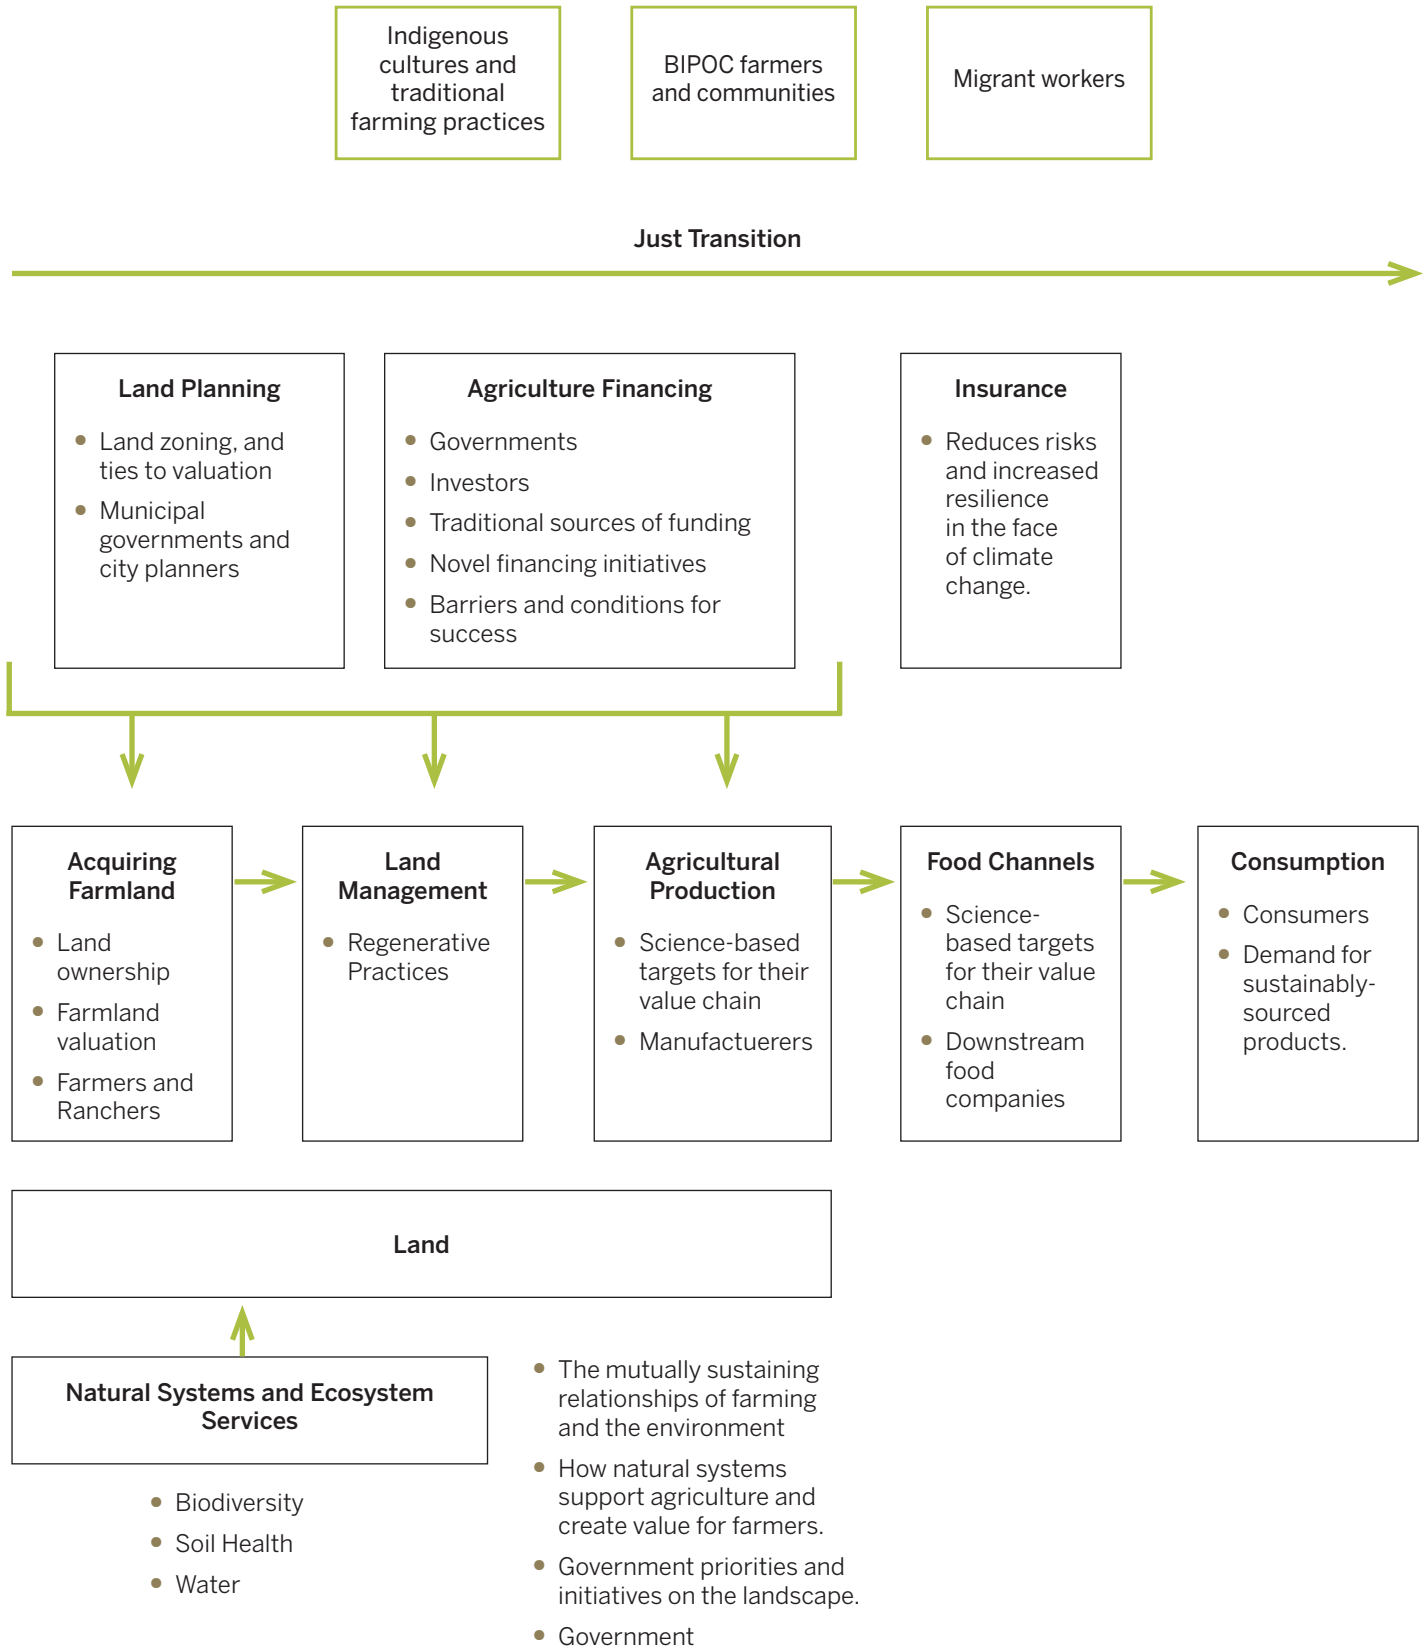 Indigenous
cultures and
traditional
farming practices
BIPOC farmers
and communities
Migrant workers
Just Transition
Land Planning
• Land zoning, and
ties to valuation
• Municipal
governments and
city planners
Agriculture Financing
• Governments
• Investors
• Traditional sources of funding
• Novel financing initiatives
• Barriers and conditions for
success
Insurance
• Reduces risks
and increased
resilience
in the face
of climate
change.
Acquiring
Farmland
• Land
ownership
• Farmland
valuation
• Farmers and
Ranchers
Land
Management
• Regenerative
Practices
Agricultural
Production
• Science-based
targets for their
value chain
• Manufactuerers
Food Channels
• Science-
based targets
for their value
chain
• Downstream
food
companies
Consumption
• Consumers
• Demand for
sustainably-
sourced
products.
Land
Natural Systems and Ecosystem
Services
• Biodiversity
• Soil Health
• Water
• The mutually sustaining
relationships of farming
and the environment
• How natural systems
support agriculture and
create value for farmers.
• Government priorities and
initiatives on the landscape.
• Government